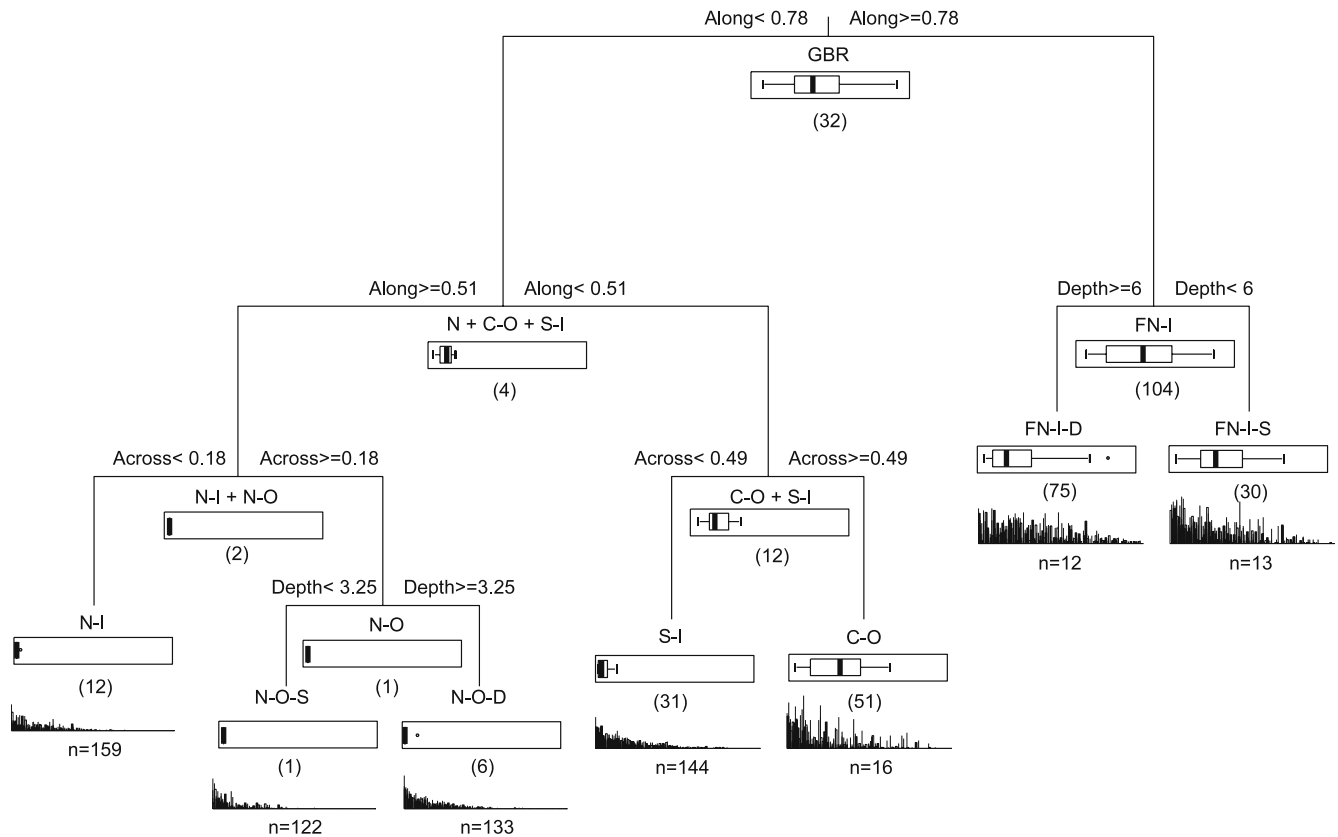 Along< 0.78 Along>=0.78
GBR
(32)
Along>=0.51 Along< 0.51
N + C-O + S-I
(4)
Depth>=6 Depth< 6
FN-I
(104)
FN-I-D
(75)
n=12
FN-I-S
(30)
n=13
Across< 0.18 Across>=0.18
N-I + N-O
(2)
Across< 0.49 Across>=0.49
C-O + S-I
(12)
Depth< 3.25 Depth>=3.25
N-I
(12)
n=159
N-O
(1)
N-O-S
(1)
n=122
N-O-D
(6)
n=133
S-I
(31)
n=144
C-O
(51)
n=16